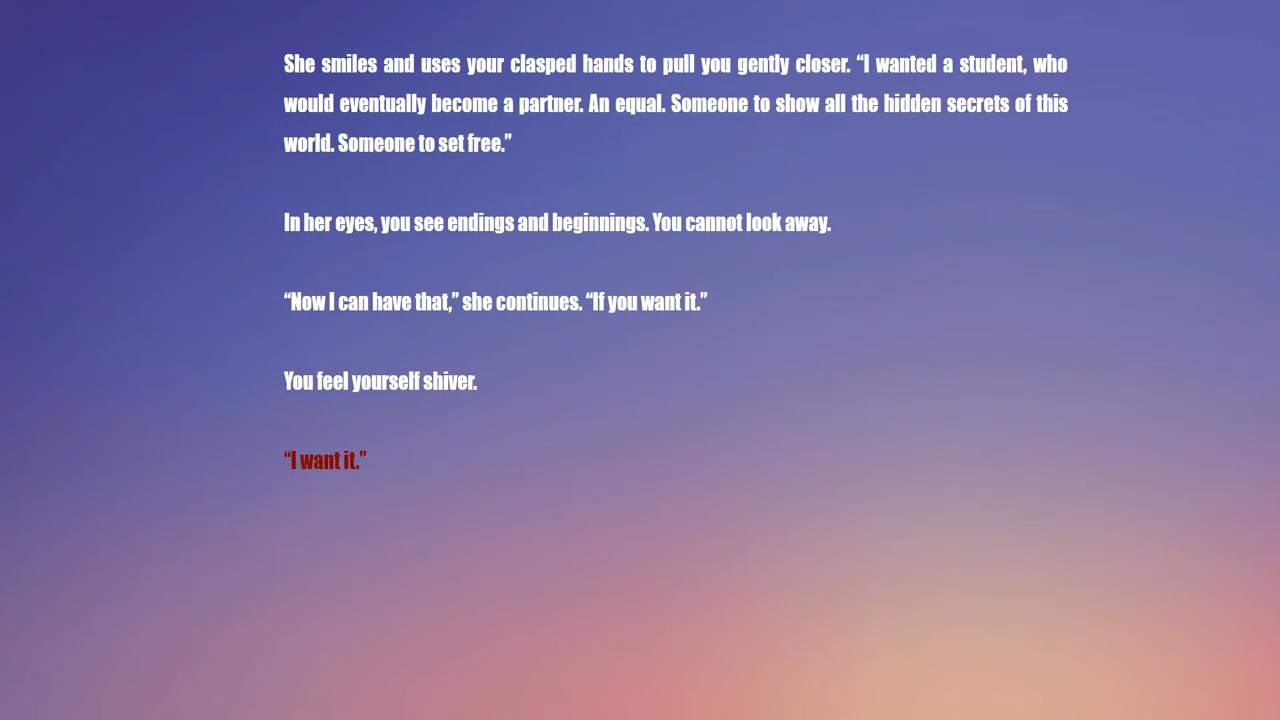 She smiles and uses your clasped hands to pull you gently closer. “I wanted a student, who
would eventually become a partner. An equal. Someone to show all the hidden secrets of this
world. Someone to set free.”
In her eyes, you see endings and beginnings. You cannot look away.
“Now I can have that,” she continues. “If you want it.”
You feel yourself shiver.
“I want it.”